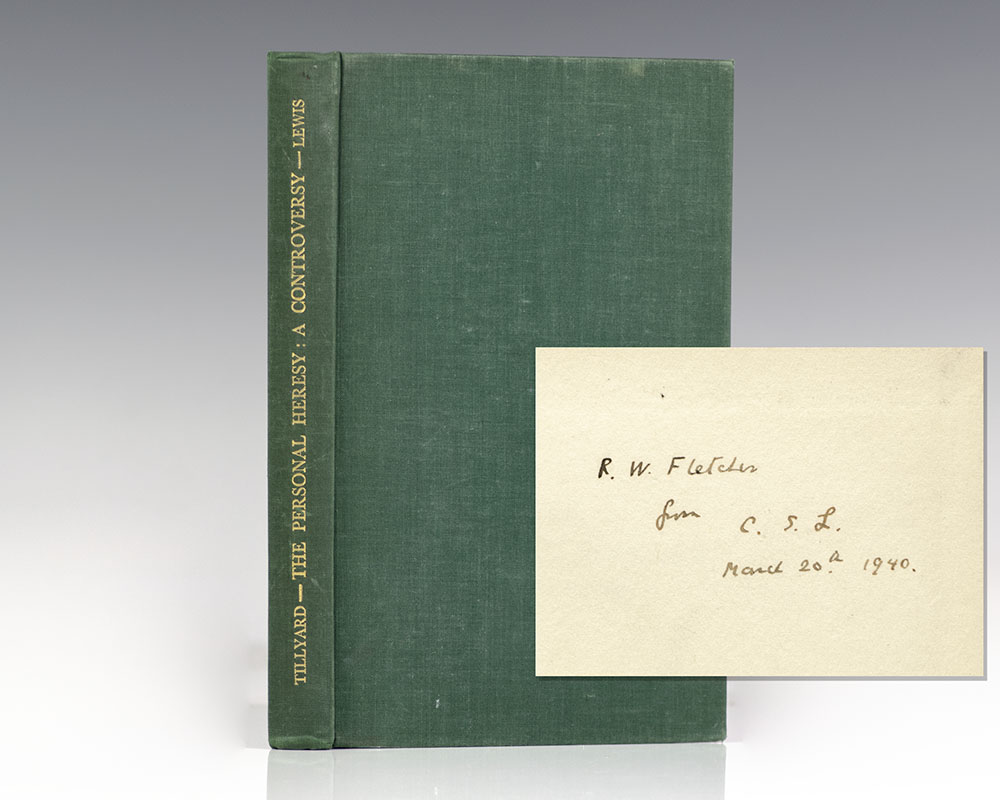 TILLYARD — THE PERSONAL HERESY : A CONTROVERSY — LEWIS
R. W. Fletcher
from C. S. L.
March 20th 1940.